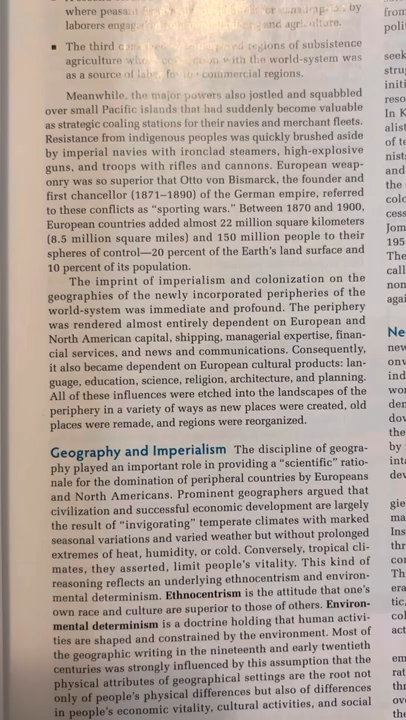 where peasant
laborers engag and agriculture.
▪ The third regions of subsistence
agriculture with the world-system was
as a source of labor for commercial regions.
Meanwhile, the major powers also jostled and squabbled
over small Pacific islands that had suddenly become valuable
as strategic coaling stations for their navies and merchant fleets.
Resistance from indigenous peoples was quickly brushed aside
by imperial navies with ironclad steamers, high-explosive
guns, and troops with rifles and cannons. European weap-
onry was so superior that Otto von Bismarck, the founder and
first chancellor (1871–1890) of the German empire, referred
to these conflicts as “sporting wars.” Between 1870 and 1900,
European countries added almost 22 million square kilometers
(8.5 million square miles) and 150 million people to their
spheres of control—20 percent of the Earth’s land surface and
10 percent of its population.
The imprint of imperialism and colonization on the
geographies of the newly incorporated peripheries of the
world-system was immediate and profound. The periphery
was rendered almost entirely dependent on European and
North American capital, shipping, managerial expertise, finan-
cial services, and news and communications. Consequently,
it also became dependent on European cultural products: lan-
guage, education, science, religion, architecture, and planning.
All of these influences were etched into the landscapes of the
periphery in a variety of ways as new places were created, old
places were remade, and regions were reorganized.
Geography and Imperialism The discipline of geogra-
phy played an important role in providing a “scientific” ratio-
nale for the domination of peripheral countries by Europeans
and North Americans. Prominent geographers argued that
civilization and successful economic development are largely
the result of “invigorating” temperate climates with marked
seasonal variations and varied weather but without prolonged
extremes of heat, humidity, or cold. Conversely, tropical cli-
mates, they asserted, limit people’s vitality. This kind of
reasoning reflects an underlying ethnocentrism and environ-
mental determinism. Ethnocentrism is the attitude that one’s
own race and culture are superior to those of others. Environ-
mental determinism is a doctrine holding that human activi-
ties are shaped and constrained by the environment. Most of
the geographic writing in the nineteenth and early twentieth
centuries was strongly influenced by this assumption that the
physical attributes of geographical settings are the root not
only of people’s physical differences but also of differences
in people’s economic vitality, cultural activities, and social